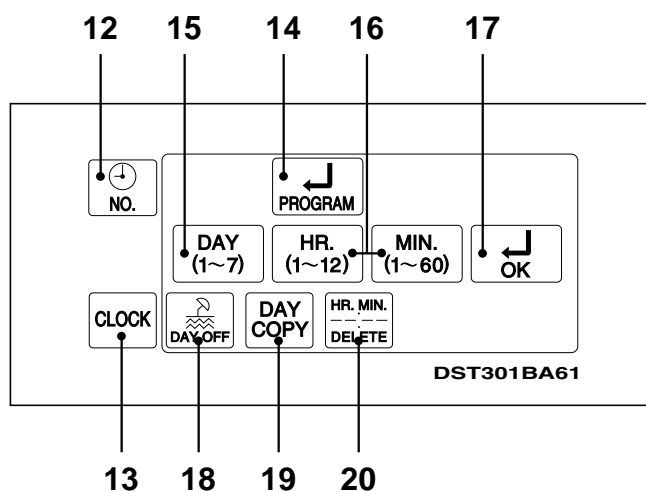 12 15 14 16 17
NO.
PROGRAM
DAY
(1~7)
HR.
(1~12)
MIN.
(1~60)
OK
CLOCK
DAY OFF
DAY
COPY
HR. MIN.
--:--
DELETE
DST301BA61
13 18 19 20